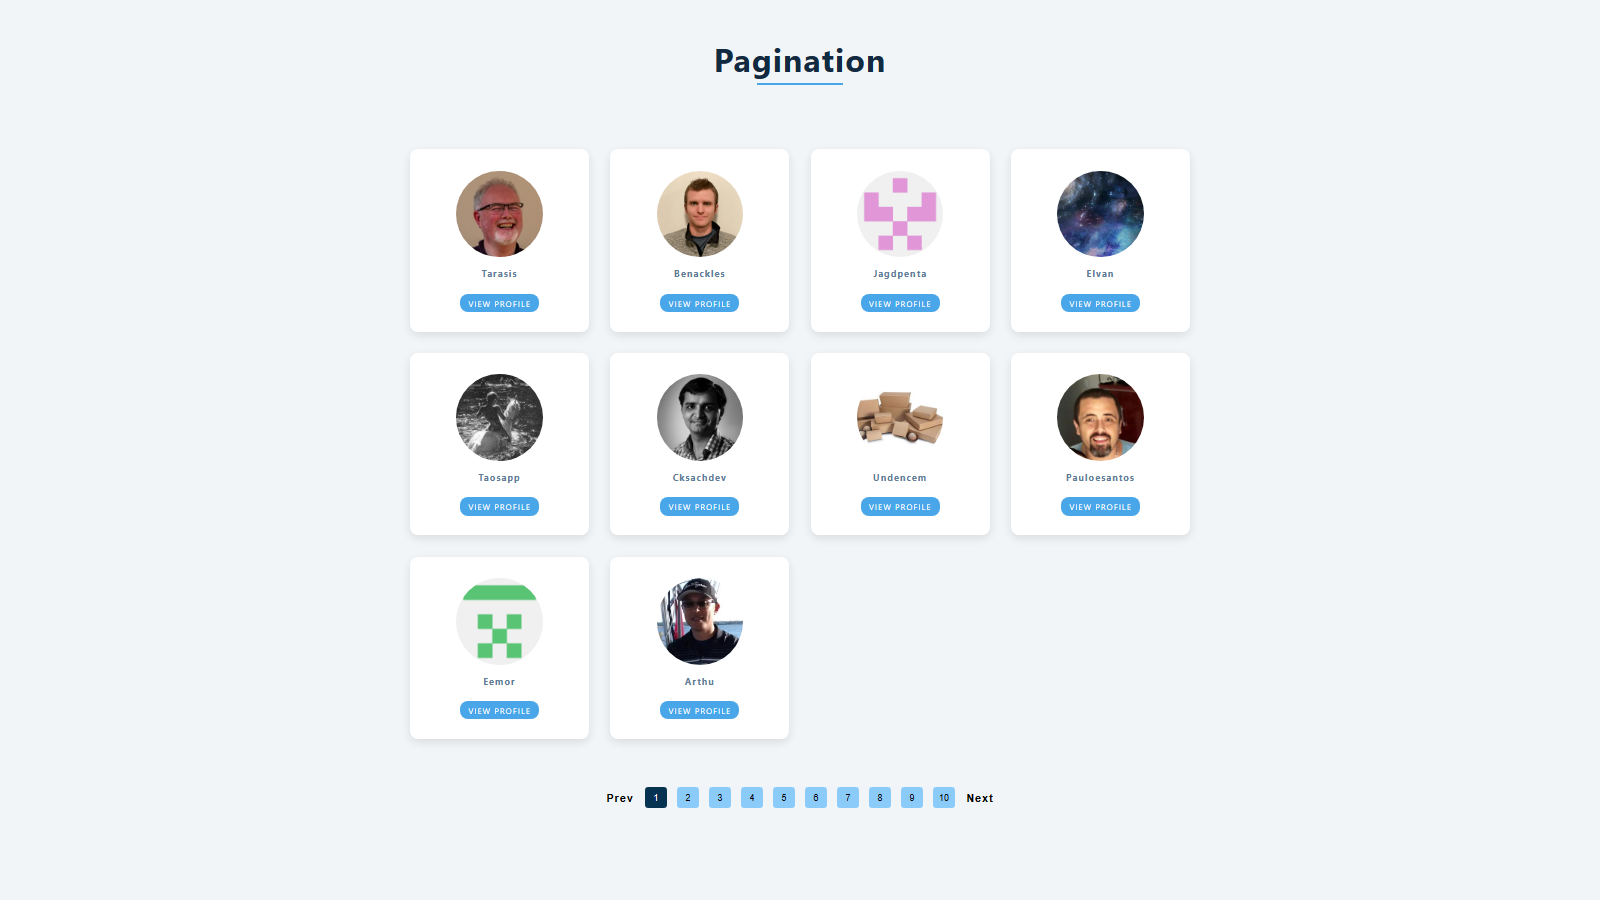 Pagination
Tarasis
Benackles
Jagdpenta
Elvan
VIEW PROFILE
VIEW PROFILE
VIEW PROFILE
VIEW PROFILE
Taosapp
Cksachdev
Undencem
Pauloesantos
VIEW PROFILE
VIEW PROFILE
VIEW PROFILE
VIEW PROFILE
Eemor
Arthu
VIEW PROFILE
VIEW PROFILE
Prev 1 2 3 4 5 6 7 8 9 10 Next